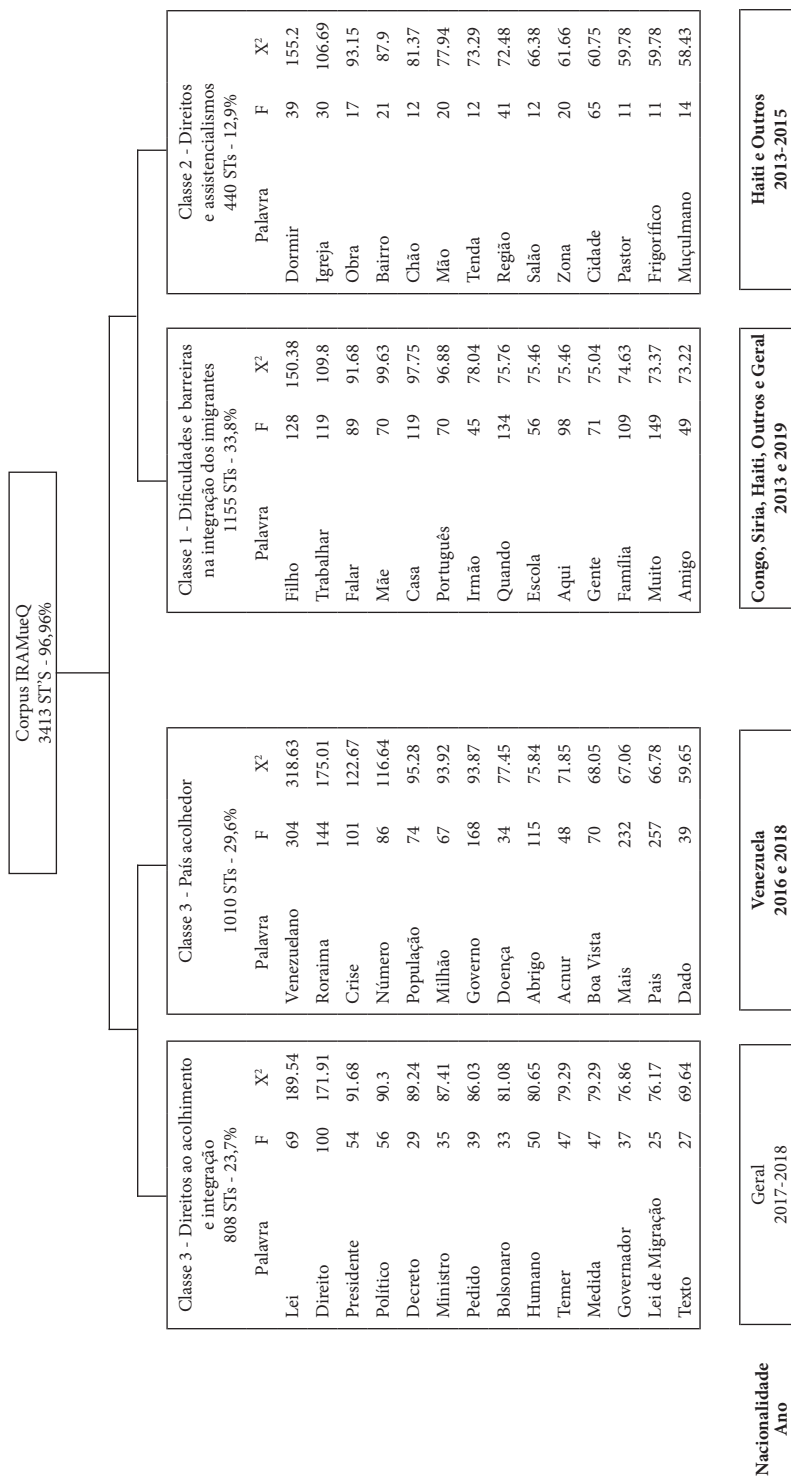 Corpus IRAMueQ
3413 ST'S - 96,96%
Classe 3 - Direitos ao acolhimento
e integração
808 STs - 23,7%
Palavra F X²
Lei 69 189.54
Direito 100 171.91
Presidente 54 91.68
Político 56 90.3
Decreto 29 89.24
Ministro 35 87.41
Pedido 39 86.03
Bolsonaro 33 81.08
Humano 50 80.65
Temer 47 79.29
Medida 47 79.29
Governador 37 76.86
Lei de Migração 25 76.17
Texto 27 69.64
Classe 3 - País acolhedor
1010 STs - 29,6%
Palavra F X²
Venezuelano 304 318.63
Roraima 144 175.01
Crise 101 122.67
Número 86 116.64
População 74 95.28
Milhão 67 93.92
Governo 168 93.87
Doença 34 77.45
Abrigo 115 75.84
Acnur 48 71.85
Boa Vista 70 68.05
Mais 232 67.06
Pais 257 66.78
Dado 39 59.65
Classe 1 - Dificuldades e barreiras
na integração dos imigrantes
1155 STs - 33,8%
Palavra F X²
Filho 128 150.38
Trabalhar 119 109.8
Falar 89 91.68
Mãe 70 99.63
Casa 119 97.75
Português 70 96.88
Irmão 45 78.04
Quando 134 75.76
Escola 56 75.46
Aqui 98 75.46
Gente 71 75.04
Família 109 74.63
Muito 149 73.37
Amigo 49 73.22
Classe 2 - Direitos
e assistencialismos
440 STs - 12,9%
Palavra F X²
Dormir 39 155.2
Igreja 30 106.69
Obra 17 93.15
Bairro 21 87.9
Chão 12 81.37
Mão 20 77.94
Tenda 12 73.29
Região 41 72.48
Salão 12 66.38
Zona 20 61.66
Cidade 65 60.75
Pastor 11 59.78
Frigorífico 11 59.78
Muçulmano 14 58.43
Nacionalidade
Ano
Geral
2017-2018
Venezuela
2016 e 2018
Congo, Siria, Haiti, Outros e Geral
2013 e 2019
Haiti e Outros
2013-2015